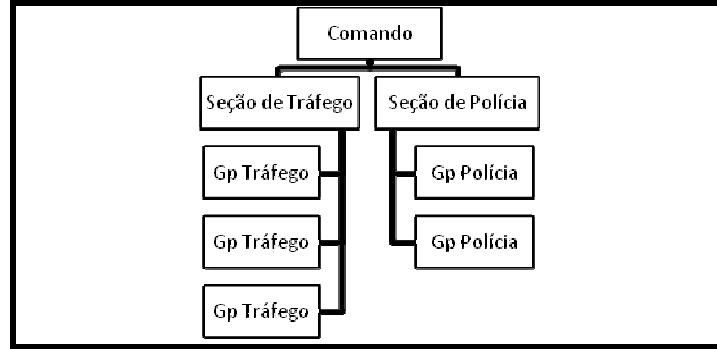 Comando
Seção de Tráfego
Seção de Polícia
Gp Tráfego
Gp Polícia
Gp Tráfego
Gp Polícia
Gp Tráfego